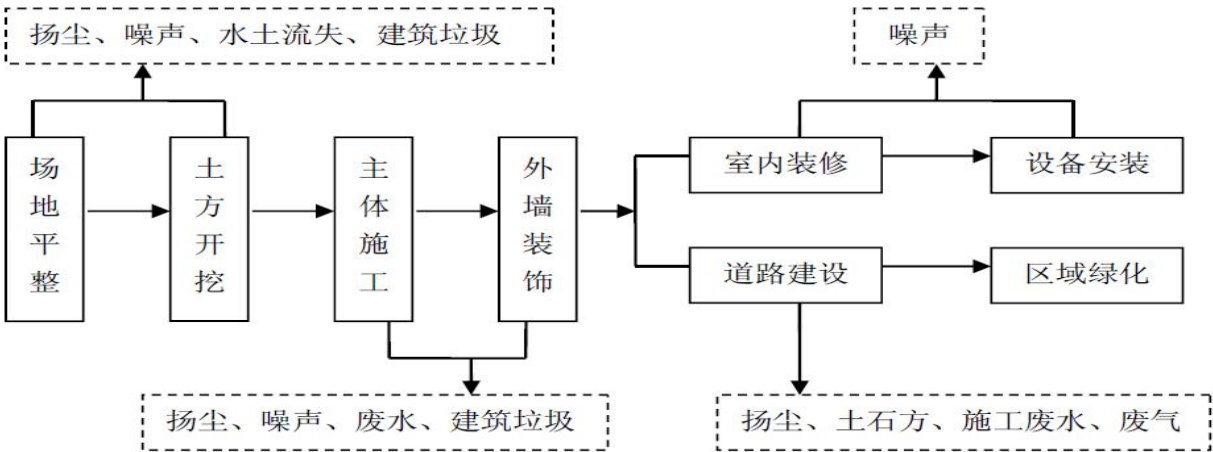 扬尘、噪声、水土流失、建筑垃圾
噪声
场地平整
土方开挖
主体施工
外墙装饰
室内装修
设备安装
道路建设
区域绿化
扬尘、噪声、废水、建筑垃圾
扬尘、土石方、施工废水、废气